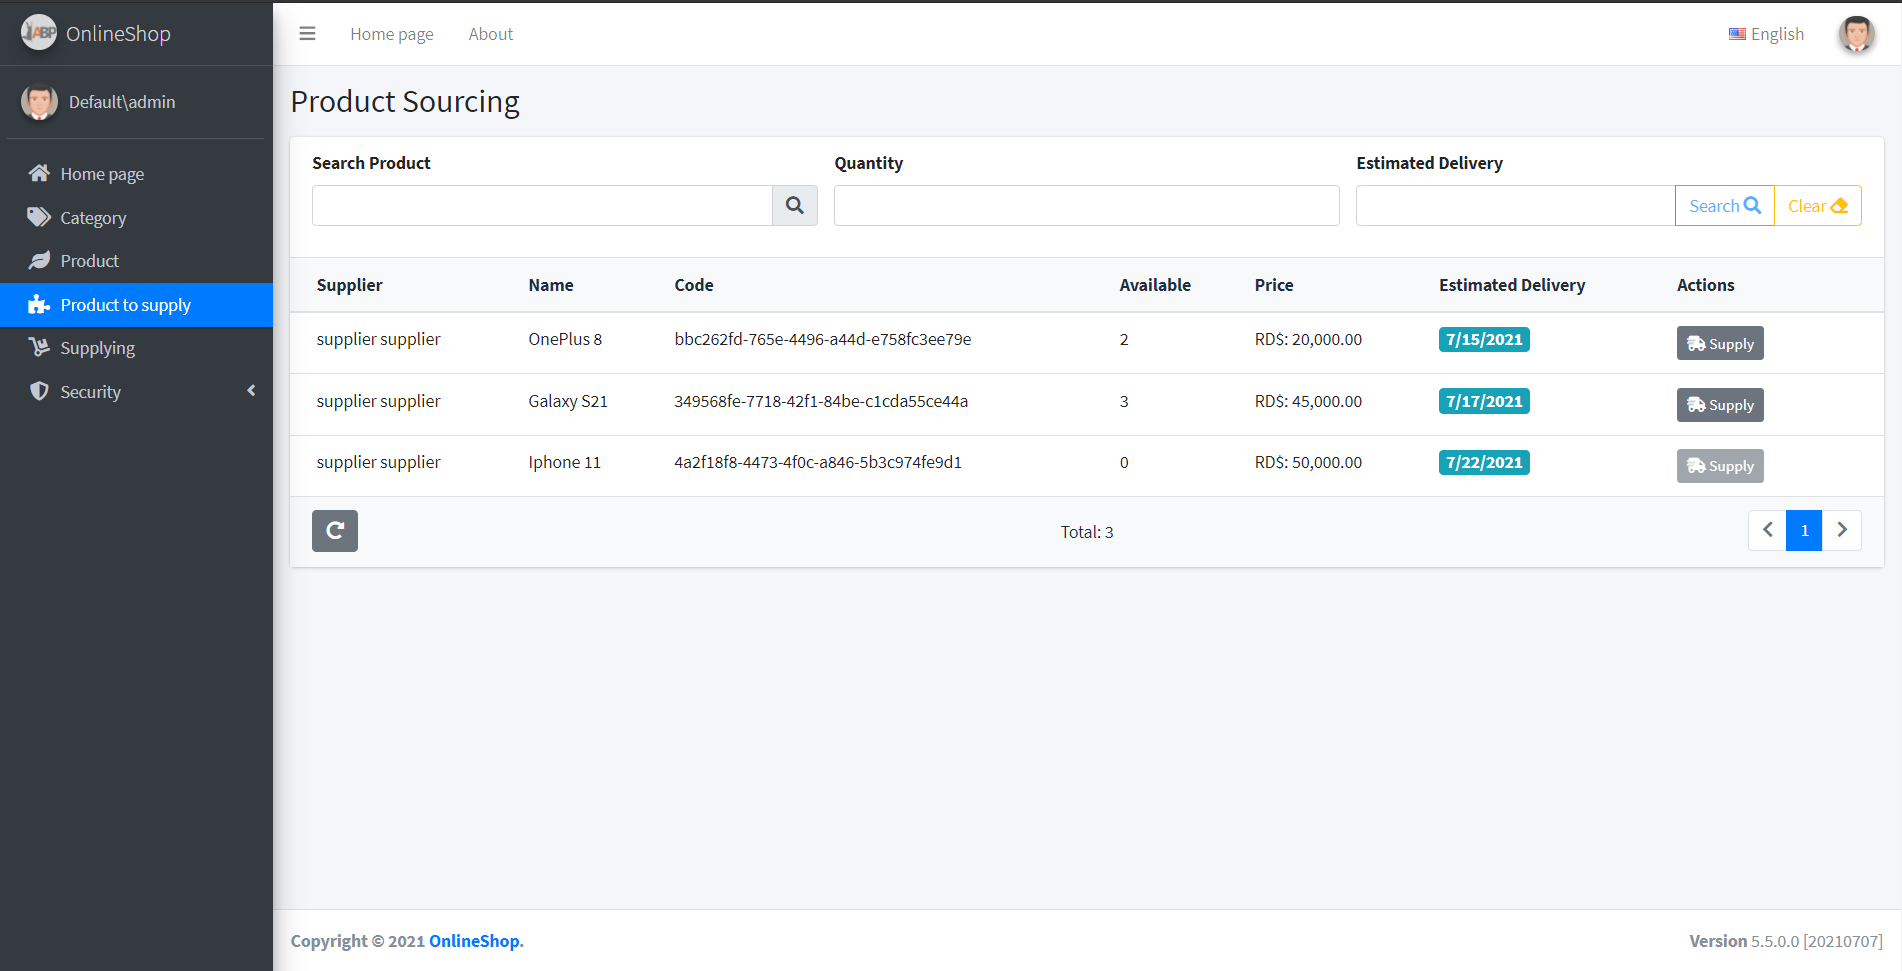 ABP OnlineShop
Home page About English
Default\admin
Home page
Category
Product
Product to supply
Supplying
Security
Product Sourcing
Search Product Quantity Estimated Delivery
Search Clear
Supplier Name Code Available Price Estimated Delivery Actions
supplier supplier OnePlus 8 bbc262fd-765e-4496-a44d-e758fc3ee79e 2 RD$: 20,000.00 7/15/2021 Supply
supplier supplier Galaxy S21 349568fe-7718-42f1-84be-c1cda55ce44a 3 RD$: 45,000.00 7/17/2021 Supply
supplier supplier Iphone 11 4a2f18f8-4473-4f0c-a846-5b3c974fe9d1 0 RD$: 50,000.00 7/22/2021 Supply
Total: 3 1
Copyright © 2021 OnlineShop. Version 5.5.0.0 [20210707]